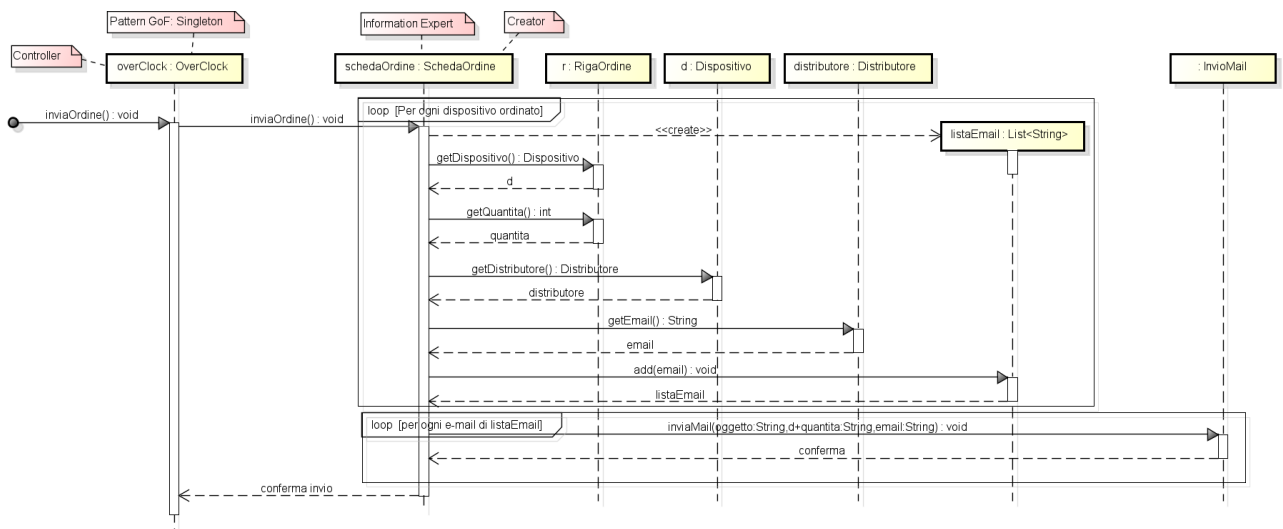 Pattern GoF: Singleton
Information Expert
Creator
Controller
overClock : OverClock
schedaOrdine : SchedaOrdine
r : RigaOrdine
d : Dispositivo
distributore : Distributore
: InvioMail
loop [Per ogni dispositivo ordinato]
inviaOrdine() : void
inviaOrdine() : void
<<create>>
listaEmail : List<String>
getDispositivo() : Dispositivo
d
getQuantita() : int
quantita
getDistributore() : Distributore
distributore
getEmail() : String
email
add(email) : void
listaEmail
loop [per ogni e-mail di listaEmail]
inviaMail(oggetto:String,d+quantita:String,email:String) : void
conferma
conferma invio